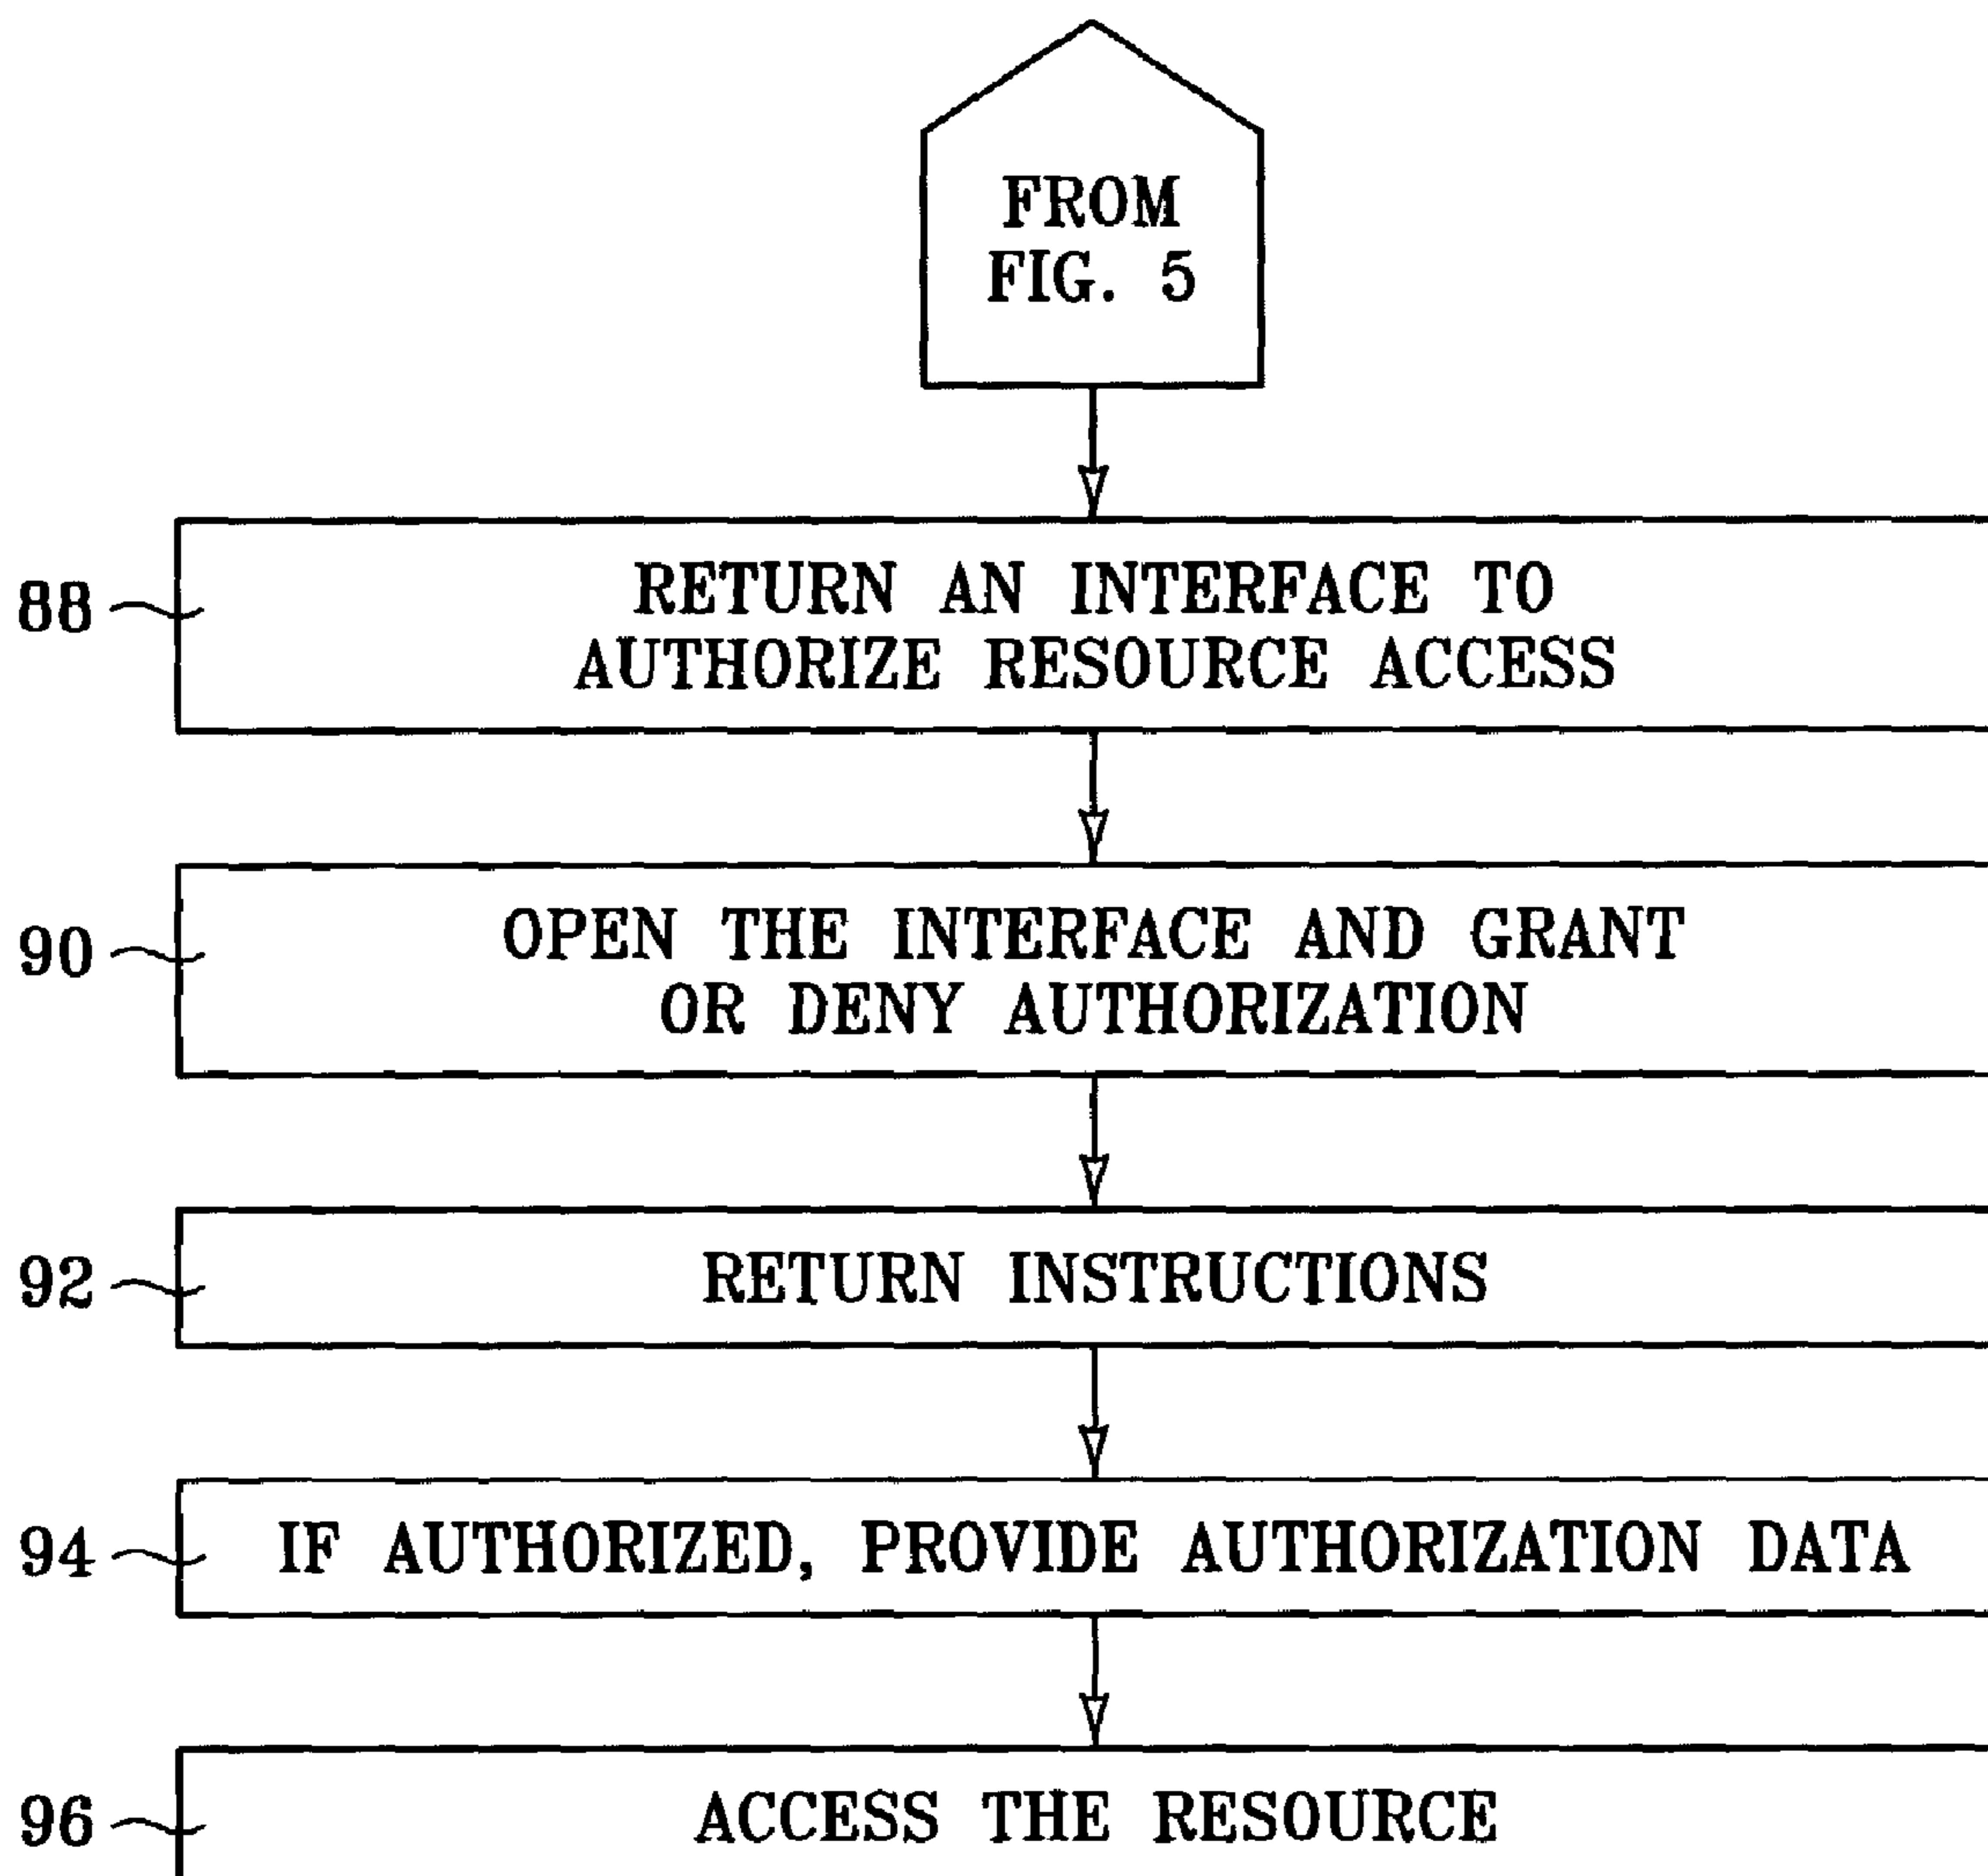 FROM
FIG. 5
88
RETURN AN INTERFACE TO
AUTHORIZE RESOURCE ACCESS
90
OPEN THE INTERFACE AND GRANT
OR DENY AUTHORIZATION
92
RETURN INSTRUCTIONS
94
IF AUTHORIZED, PROVIDE AUTHORIZATION DATA
96
ACCESS THE RESOURCE